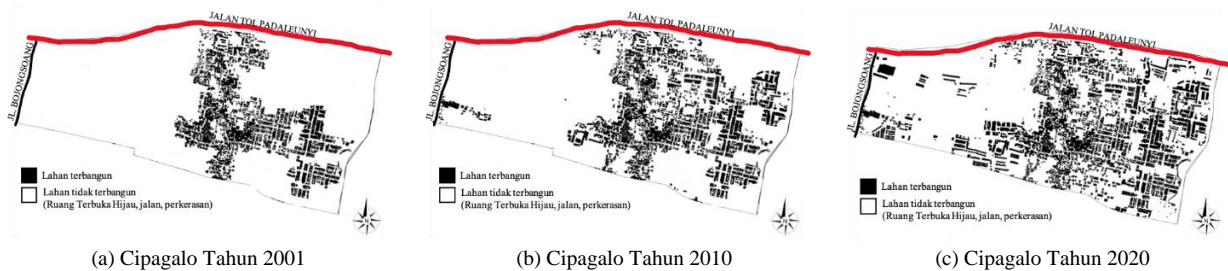 JALAN TOL PADALEUNYI
JL. BOJONGSOANG
Lahan terbangun
Lahan tidak terbangun
(Ruang Terbuka Hijau, jalan, perkerasan)
N
(a) Cipagalo Tahun 2001
JALAN TOL PADALEUNYI
JL. BOJONGSOANG
Lahan terbangun
Lahan tidak terbangun
(Ruang Terbuka Hijau, jalan, perkerasan)
N
(b) Cipagalo Tahun 2010
JALAN TOL PADALEUNYI
JL. BOJONGSOANG
Lahan terbangun
Lahan tidak terbangun
(Ruang Terbuka Hijau, jalan, perkerasan)
N
(c) Cipagalo Tahun 2020